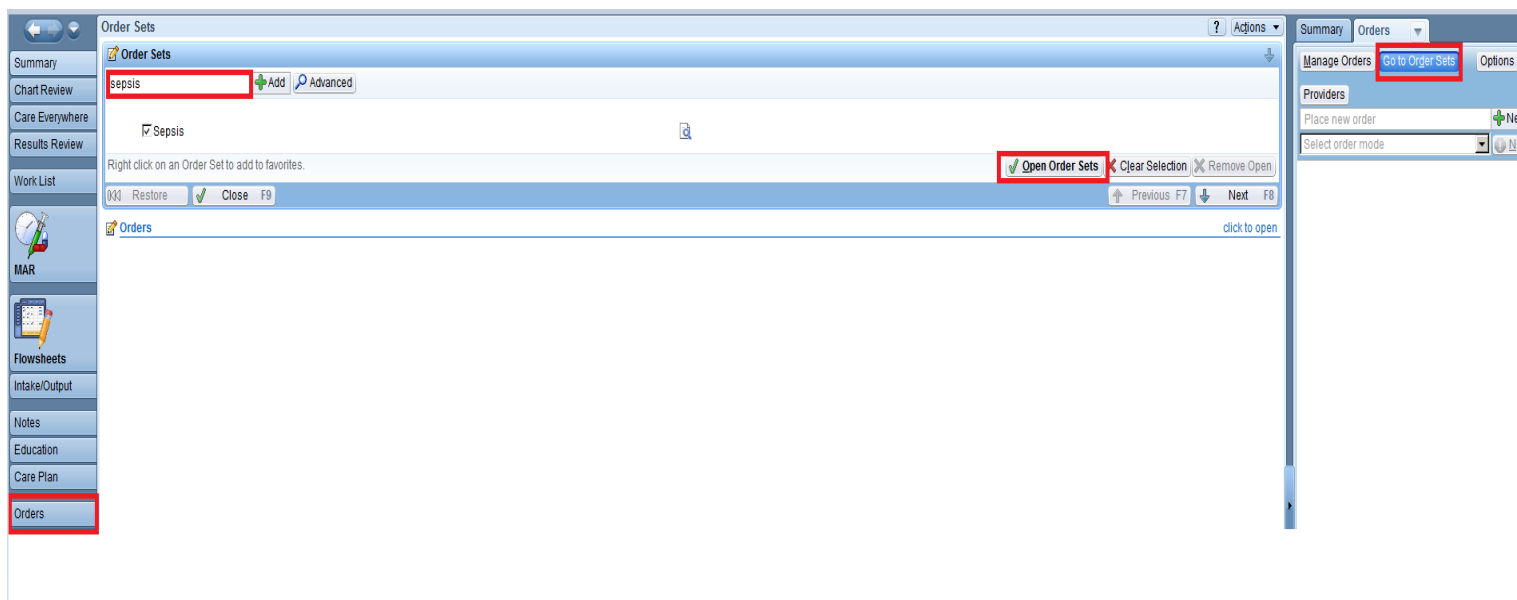 Order Sets
? Actions
Summary Orders
Order Sets
Summary
Manage Orders Go to Order Sets Options
Chart Review
sepsis Add Advanced
Providers
Care Everywhere
Place new order Ne
Sepsis
Results Review
Select order mode N
Right click on an Order Set to add to favorites.
Open Order Sets Clear Selection Remove Open
Work List
Restore Close F9 Previous F7 Next F8
Orders click to open
MAR
Flowsheets
Intake/Output
Notes
Education
Care Plan
Orders